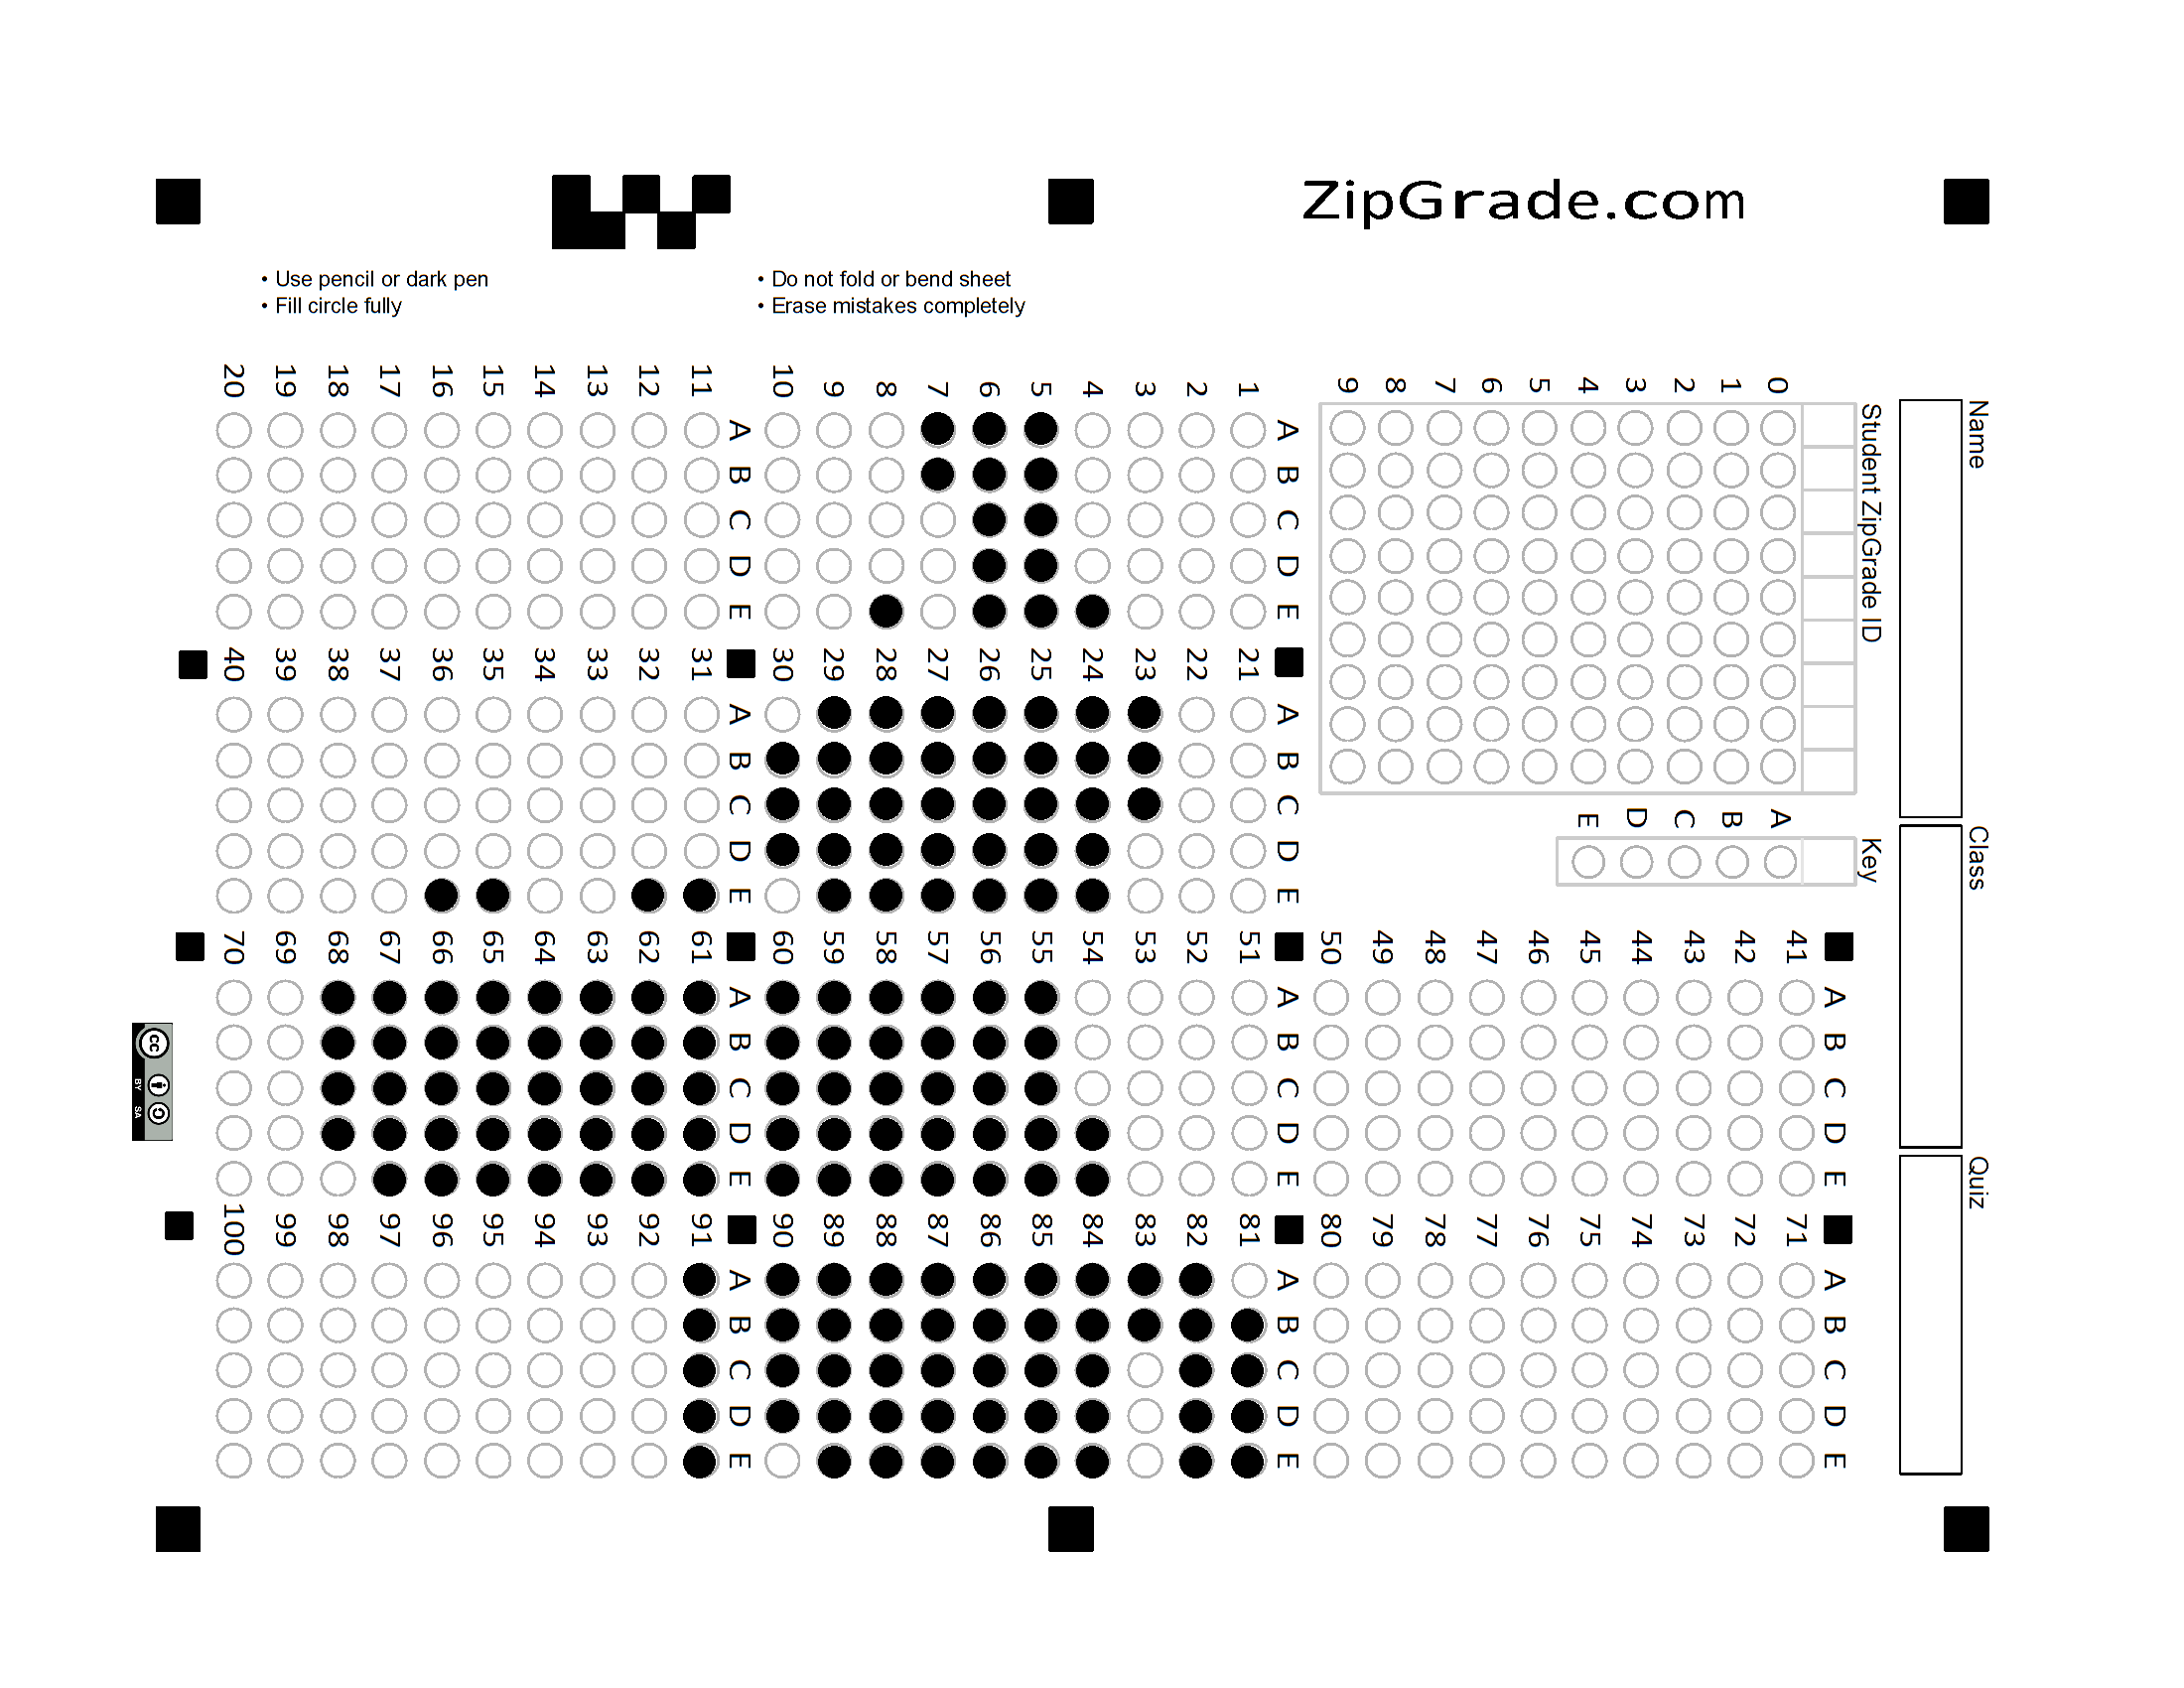 ZipGrade.com
• Use pencil or dark pen
• Fill circle fully
• Do not fold or bend sheet
• Erase mistakes completely
Name
Class
Quiz
Student ZipGrade ID
0 1 2 3 4 5 6 7 8 9
Key
A B C D E
1 2 3 4 5 6 7 8 9 10
A B C D E
11 12 13 14 15 16 17 18 19 20
A B C D E
21 22 23 24 25 26 27 28 29 30
A B C D E
31 32 33 34 35 36 37 38 39 40
A B C D E
41 42 43 44 45 46 47 48 49 50
A B C D E
51 52 53 54 55 56 57 58 59 60
A B C D E
61 62 63 64 65 66 67 68 69 70
A B C D E
71 72 73 74 75 76 77 78 79 80
A B C D E
81 82 83 84 85 86 87 88 89 90
A B C D E
91 92 93 94 95 96 97 98 99 100
A B C D E
cc
BY SA